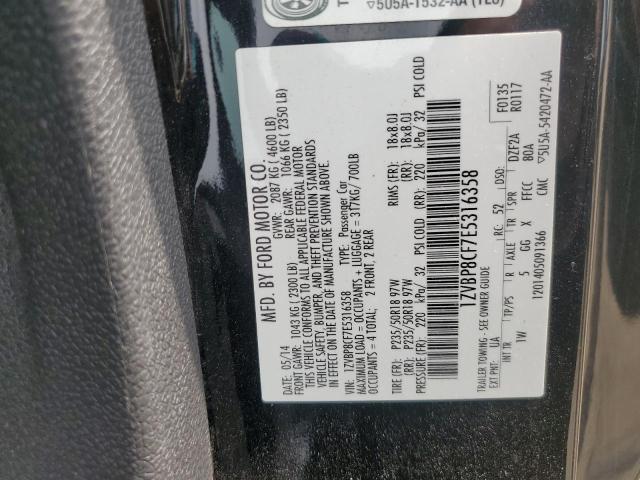 5U5A-1532-AA (TEO)
MFD. BY FORD MOTOR CO.
DATE: 05/14 GVWR: 2087 KG ( 4600 LB)
FRONT GAWR: 1043 KG ( 2300 LB) REAR GAWR: 1066 KG ( 2350 LB)
THIS VEHICLE CONFORMS TO ALL APPLICABLE FEDERAL MOTOR
VEHICLE SAFETY, BUMPER, AND THEFT PREVENTION STANDARDS
IN EFFECT ON THE DATE OF MANUFACTURE SHOWN ABOVE.
VIN: 1ZVBP8CF7E5316358 TYPE: Passenger Car
MAXIMUM LOAD = OCCUPANTS + LUGGAGE = 317KG/ 700LB
OCCUPANTS = 4 TOTAL; 2 FRONT, 2 REAR
TIRE (FR): P235/50R18 97W RIMS (FR): 18x8.0J
(RR): P235/50R18 97W (RR): 18x8.0J
PRESSURE (FR): 220 kPa/ 32 PSI COLD (RR): 220 kPa/ 32 PSI COLD
1ZVBP8CF7E5316358
TRAILER TOWING - SEE OWNER GUIDE F0135
EXT PNT: UA RC: 52 DSO: R0117
INT TR TP/PS R AXLE TR SPR DZF2A
1W 5 GG X FFCC BDA
1201405091366 CMC 5U5A-5420472-AA